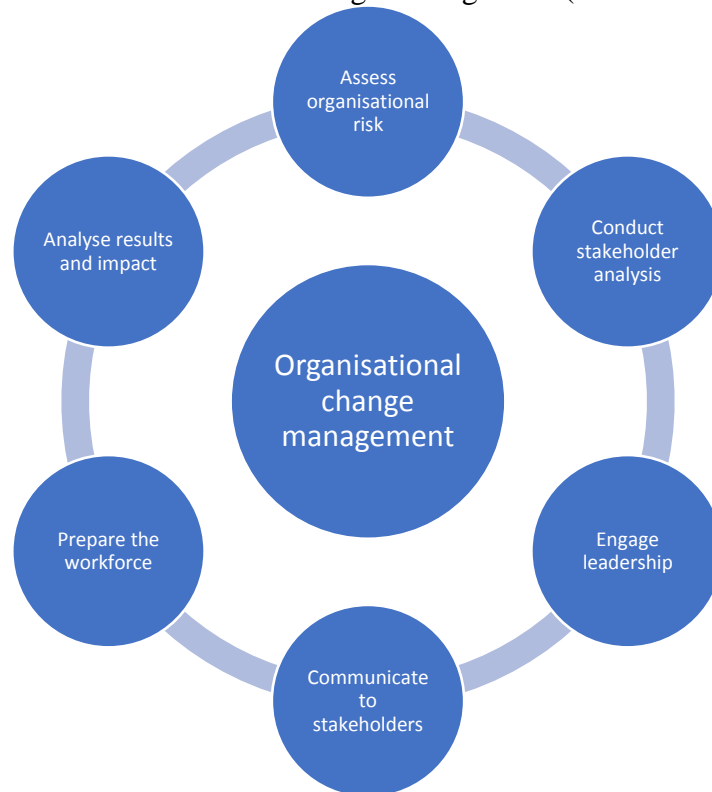 Assess
organisational
risk
Conduct
stakeholder
analysis
Engage
leadership
Communicate
to
stakeholders
Prepare the
workforce
Analyse results
and impact
Organisational
change
management